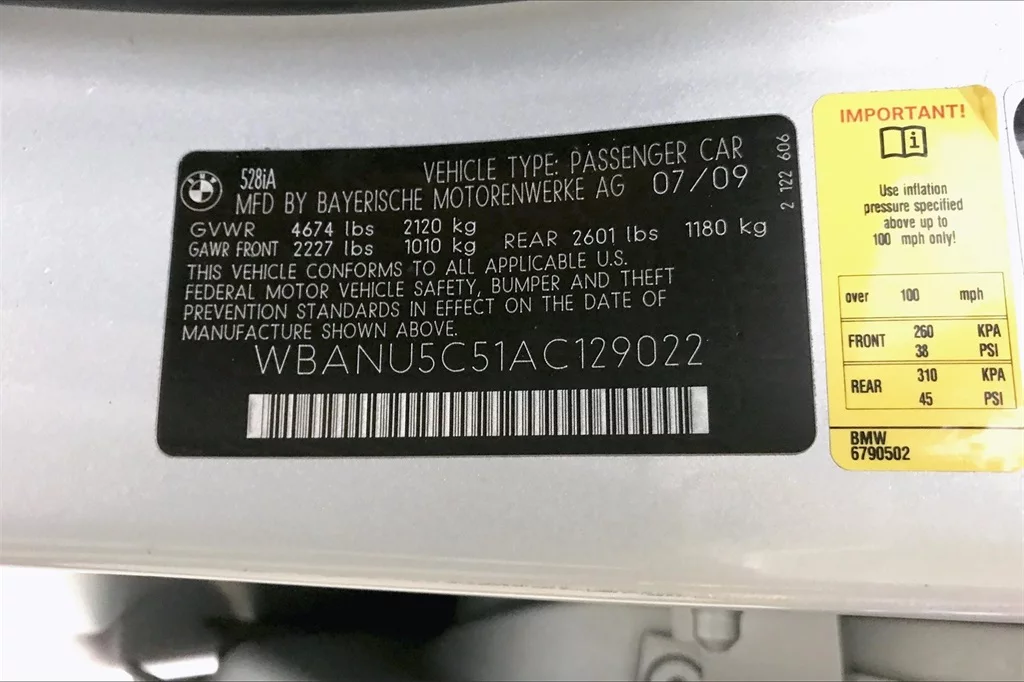 528iA
VEHICLE TYPE: PASSENGER CAR
MFD BY BAYERISCHE MOTORENWERKE AG 07/09
GVWR 4674 lbs 2120 kg
GAWR FRONT 2227 lbs 1010 kg REAR 2601 lbs 1180 kg
THIS VEHICLE CONFORMS TO ALL APPLICABLE U.S.
FEDERAL MOTOR VEHICLE SAFETY, BUMPER AND THEFT
PREVENTION STANDARDS IN EFFECT ON THE DATE OF
MANUFACTURE SHOWN ABOVE.
WBANU5C51AC129022
2 122 606
IMPORTANT!
i
Use inflation
pressure specified
above up to
100 mph only!
over 100 mph
FRONT 260 KPA
38 PSI
REAR 310 KPA
45 PSI
BMW
6790502